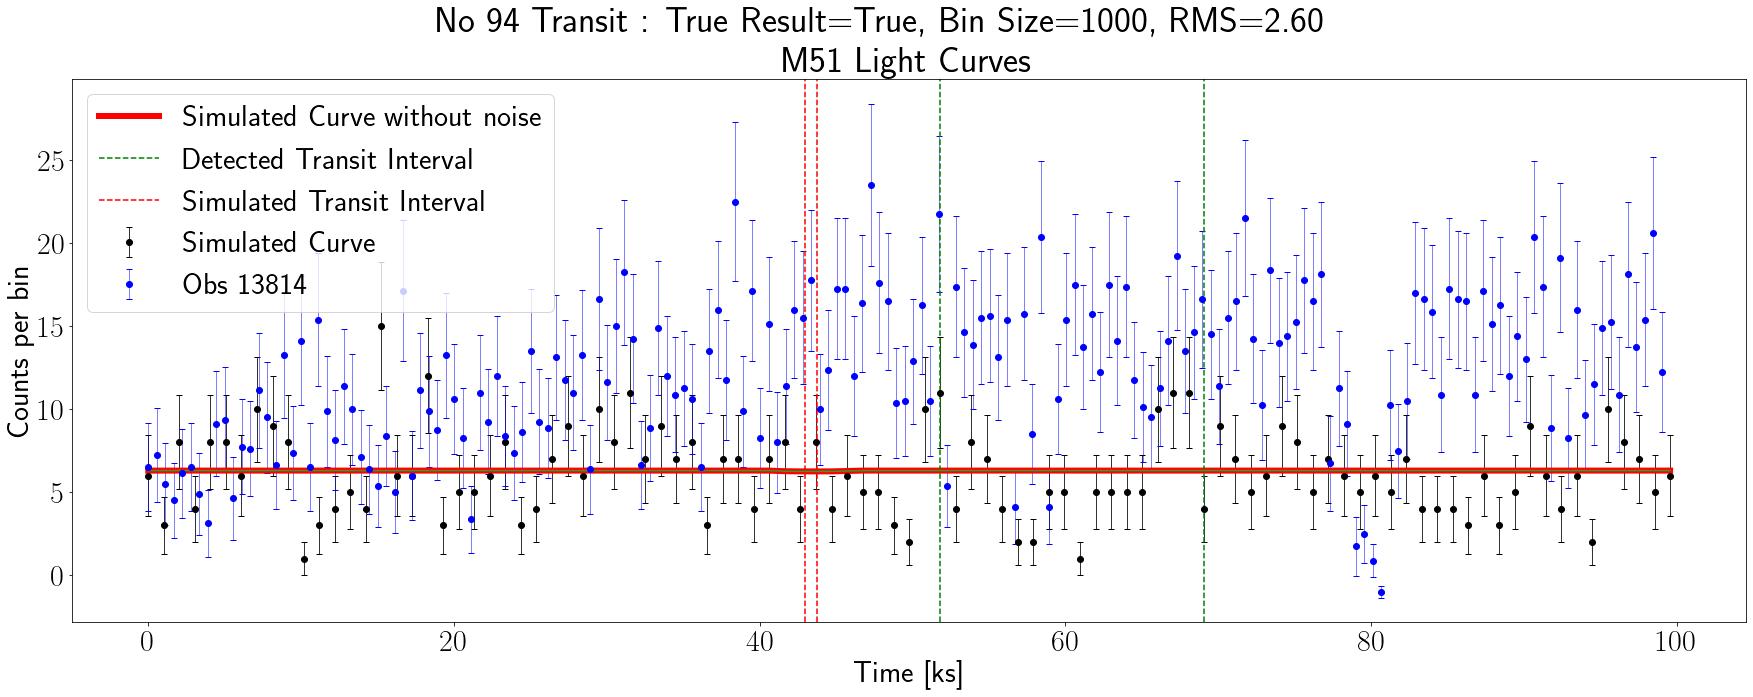 No 94 Transit : True Result=True, Bin Size=1000, RMS=2.60
M51 Light Curves
Simulated Curve without noise
Detected Transit Interval
Simulated Transit Interval
Simulated Curve
Obs 13814
Counts per bin
25
20
15
10
5
0
0 20 40 60 80 100
Time [ks]